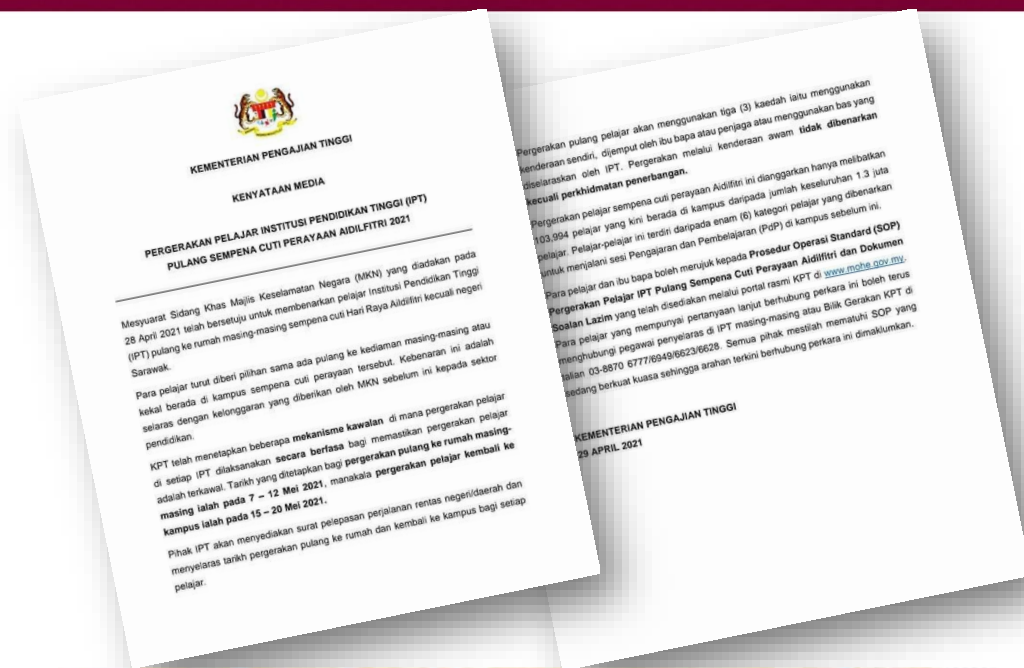 KEMENTERIAN PENGAJIAN TINGGI
KENYATAAN MEDIA
PERGERAKAN PELAJAR INSTITUSI PENDIDIKAN TINGGI (IPT)
PULANG SEMPENA CUTI PERAYAAN AIDILFITRI 2021
Mesyuarat Sidang Khas Majlis Keselamatan Negara (MKN) yang diadakan pada
28 April 2021 telah bersetuju untuk membenarkan pelajar Institusi Pendidikan Tinggi
(IPT) pulang ke rumah masing-masing sempena cuti Hari Raya Aidilfitri kecuali negeri
Sarawak.
Para pelajar turut diberi pilihan sama ada pulang ke kediaman masing-masing atau
kekal berada di kampus sempena cuti perayaan tersebut. Kebenaran ini adalah
selaras dengan kelonggaran yang diberikan oleh MKN sebelum ini kepada sektor
pendidikan.
KPT telah menetapkan beberapa mekanisme kawalan di mana pergerakan pelajar
di setiap IPT dilaksanakan secara berfasa bagi memastikan pergerakan pelajar
adalah terkawal. Tarikh yang ditetapkan bagi pergerakan pulang ke rumah masing-
masing ialah pada 7 – 12 Mei 2021, manakala pergerakan pelajar kembali ke
kampus ialah pada 15 – 20 Mei 2021.
Pihak IPT akan menyediakan surat pelepasan perjalanan rentas negeri/daerah dan
menyelaras tarikh pergerakan pulang ke rumah dan kembali ke kampus bagi setiap
pelajar.
Pergerakan pulang pelajar akan menggunakan tiga (3) kaedah iaitu menggunakan
kenderaan sendiri, dijemput oleh ibu bapa atau penjaga atau menggunakan bas yang
diselaraskan oleh IPT. Pergerakan melalui kenderaan awam tidak dibenarkan
kecuali perkhidmatan penerbangan.
Pergerakan pelajar sempena cuti perayaan Aidilfitri ini dianggarkan hanya melibatkan
103,994 pelajar yang kini berada di kampus daripada jumlah keseluruhan 1.3 juta
pelajar. Pelajar-pelajar ini terdiri daripada enam (6) kategori pelajar yang dibenarkan
untuk menjalani sesi Pengajaran dan Pembelajaran (PdP) di kampus sebelum ini.
Para pelajar dan ibu bapa boleh merujuk kepada Prosedur Operasi Standard (SOP)
Pergerakan Pelajar IPT Pulang Sempena Cuti Perayaan Aidilfitri dan Dokumen
Soalan Lazim yang telah disediakan melalui portal rasmi KPT di www.mohe.gov.my.
Para pelajar yang mempunyai pertanyaan lanjut berhubung perkara ini boleh terus
menghubungi pegawai penyelaras di IPT masing-masing atau Bilik Gerakan KPT di
talian 03-8870 6777/6949/6623/6628. Semua pihak mestilah mematuhi SOP yang
sedang berkuat kuasa sehingga arahan terkini berhubung perkara ini dimaklumkan.
KEMENTERIAN PENGAJIAN TINGGI
29 APRIL 2021